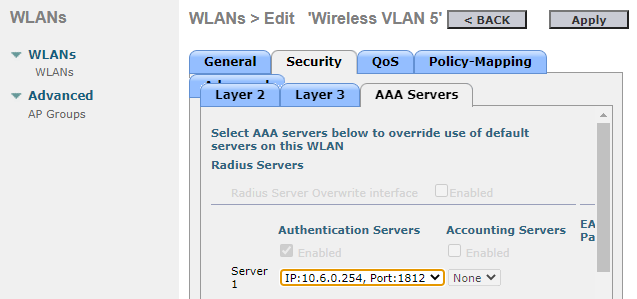 WLANs
WLANs > Edit 'Wireless VLAN 5'
< BACK
Apply
WLANs
WLANs
Advanced
AP Groups
General
Security
QoS
Policy-Mapping
Layer 2
Layer 3
AAA Servers
Select AAA servers below to override use of default
servers on this WLAN
Radius Servers
Radius Server Overwrite interface
Enabled
Authentication Servers
Accounting Servers
EA
Pa
Enabled
Enabled
Server
1
IP:10.6.0.254, Port:1812
None